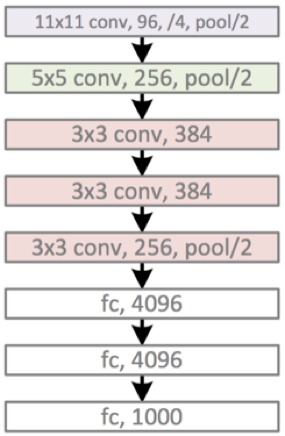 11x11 conv, 96, /4, pool/2
5x5 conv, 256, pool/2
3x3 conv, 384
3x3 conv, 384
3x3 conv, 256, pool/2
fc, 4096
fc, 4096
fc, 1000